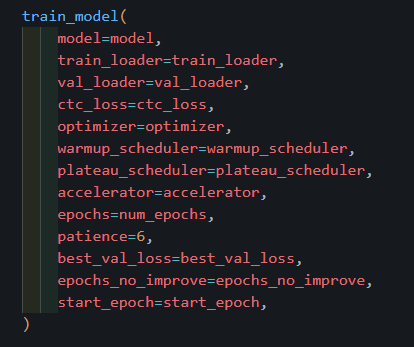 train_model(
    model=model,
    train_loader=train_loader,
    val_loader=val_loader,
    ctc_loss=ctc_loss,
    optimizer=optimizer,
    warmup_scheduler=warmup_scheduler,
    plateau_scheduler=plateau_scheduler,
    accelerator=accelerator,
    epochs=num_epochs,
    patience=6,
    best_val_loss=best_val_loss,
    epochs_no_improve=epochs_no_improve,
    start_epoch=start_epoch,
)